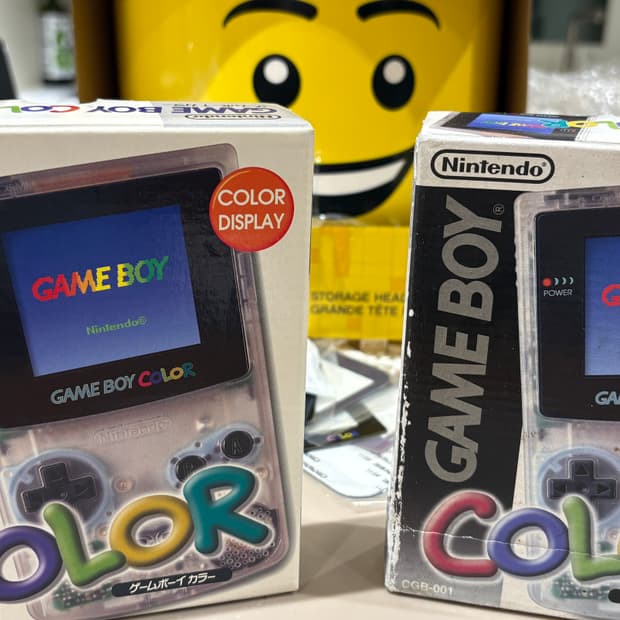 GAME BOY COLOR
Nintendo
COLOR
DISPLAY
GAME BOY
Nintendo®
GAME BOY COLOR
Nintendo
A
OLOR
ゲームボーイ カラー
STORAGE HEAD
GRANDE TÊTE
Nintendo®
GAME BOY®
POWER
G
COL
CGB-001